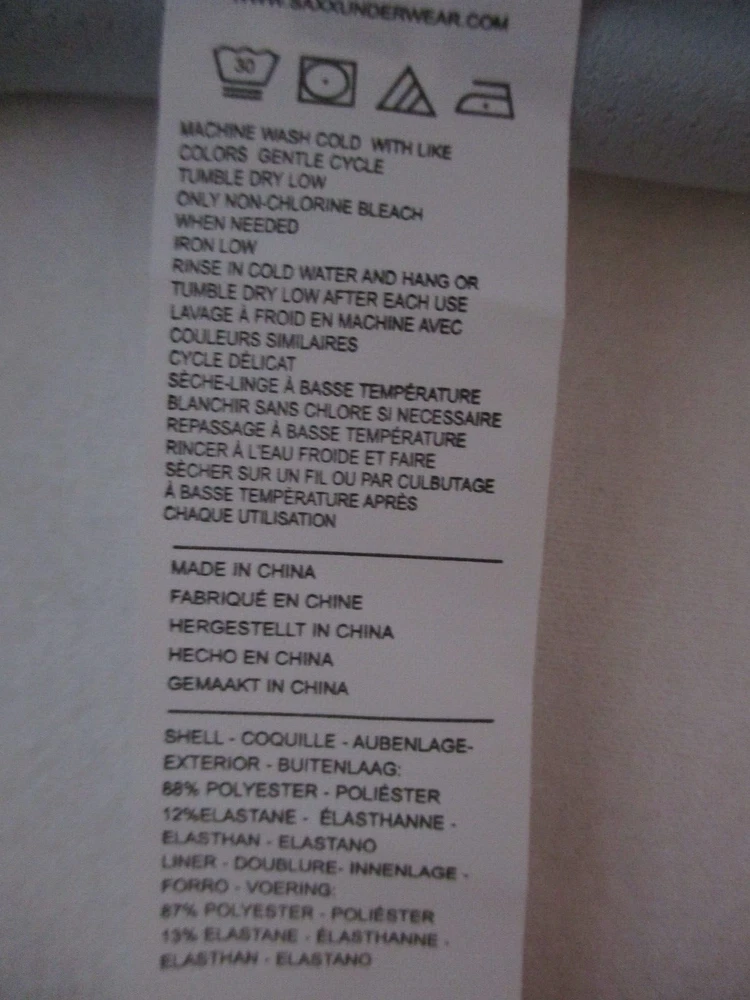 WWW.SAXXUNDERWEAR.COM
30
MACHINE WASH COLD WITH LIKE
COLORS GENTLE CYCLE
TUMBLE DRY LOW
ONLY NON-CHLORINE BLEACH
WHEN NEEDED
IRON LOW
RINSE IN COLD WATER AND HANG OR
TUMBLE DRY LOW AFTER EACH USE
LAVAGE À FROID EN MACHINE AVEC
COULEURS SIMILAIRES
CYCLE DÉLICAT
SÈCHE-LINGE À BASSE TEMPÉRATURE
BLANCHIR SANS CHLORE SI NECESSAIRE
REPASSAGE À BASSE TEMPÉRATURE
RINCER À L'EAU FROIDE ET FAIRE
SÈCHER SUR UN FIL OU PAR CULBUTAGE
À BASSE TEMPÉRATURE APRÈS
CHAQUE UTILISATION
MADE IN CHINA
FABRIQUÉ EN CHINE
HERGESTELLT IN CHINA
HECHO EN CHINA
GEMAAKT IN CHINA
SHELL - COQUILLE - AUBENLAGE-
EXTERIOR - BUITENLAAG:
88% POLYESTER - POLIÉSTER
12%ELASTANE - ÉLASTHANNE -
ELASTHAN - ELASTANO
LINER - DOUBLURE- INNENLAGE -
FORRO - VOERING:
87% POLYESTER - POLIÉSTER
13% ELASTANE - ÉLASTHANNE -
ELASTHAN - ELASTANO